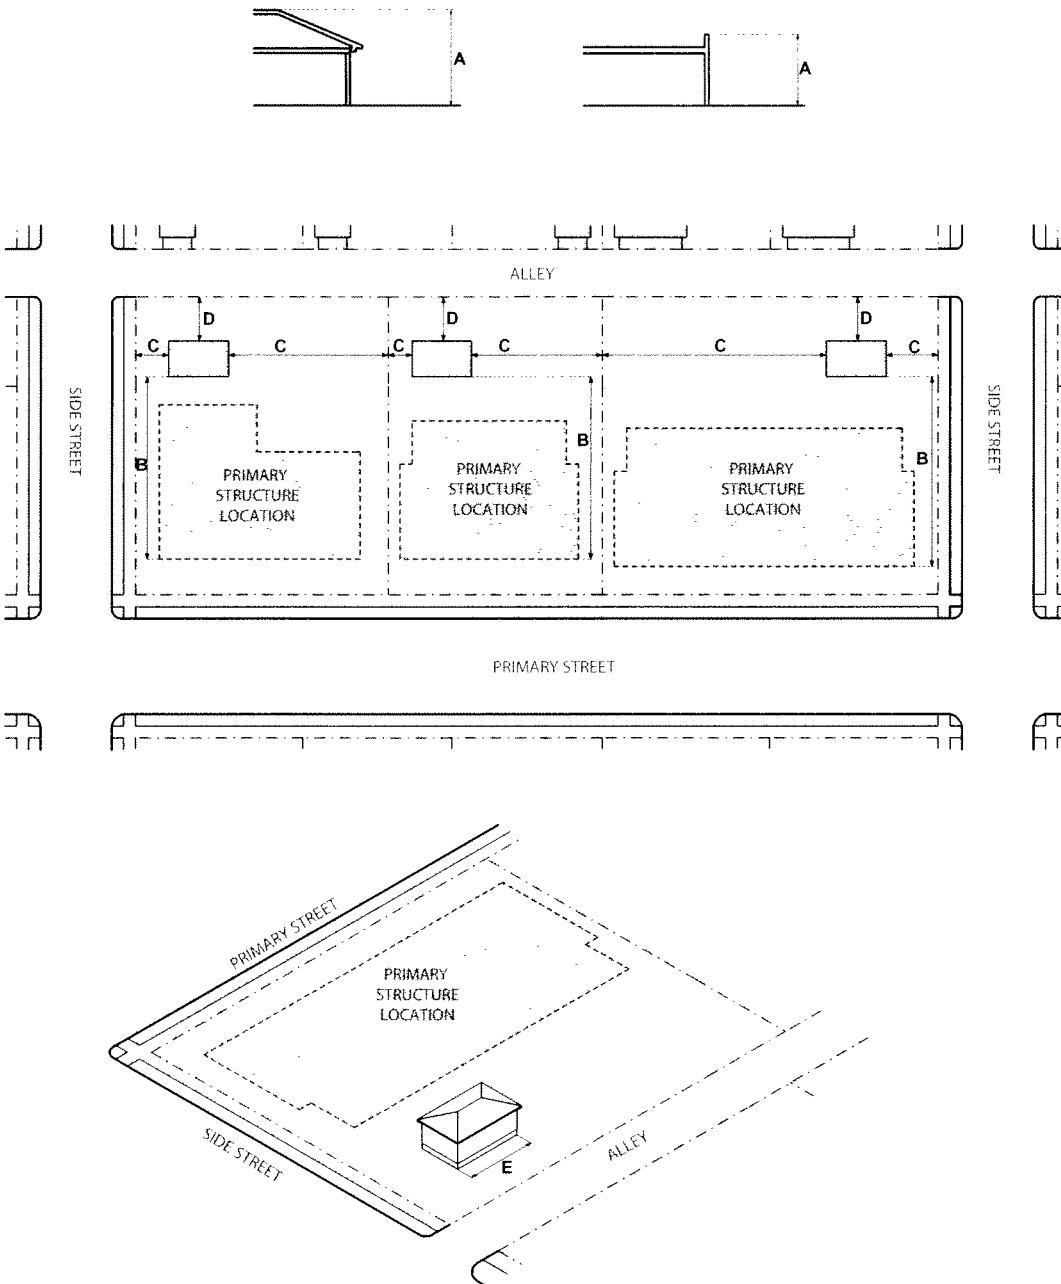 A
A
ALLEY
D
D
D
C
C
C
C
C
C
SIDE STREET
SIDE STREET
B
B
B
PRIMARY
STRUCTURE
LOCATION
PRIMARY
STRUCTURE
LOCATION
PRIMARY
STRUCTURE
LOCATION
PRIMARY STREET
PRIMARY STREET
PRIMARY
STRUCTURE
LOCATION
SIDE STREET
ALLEY
E